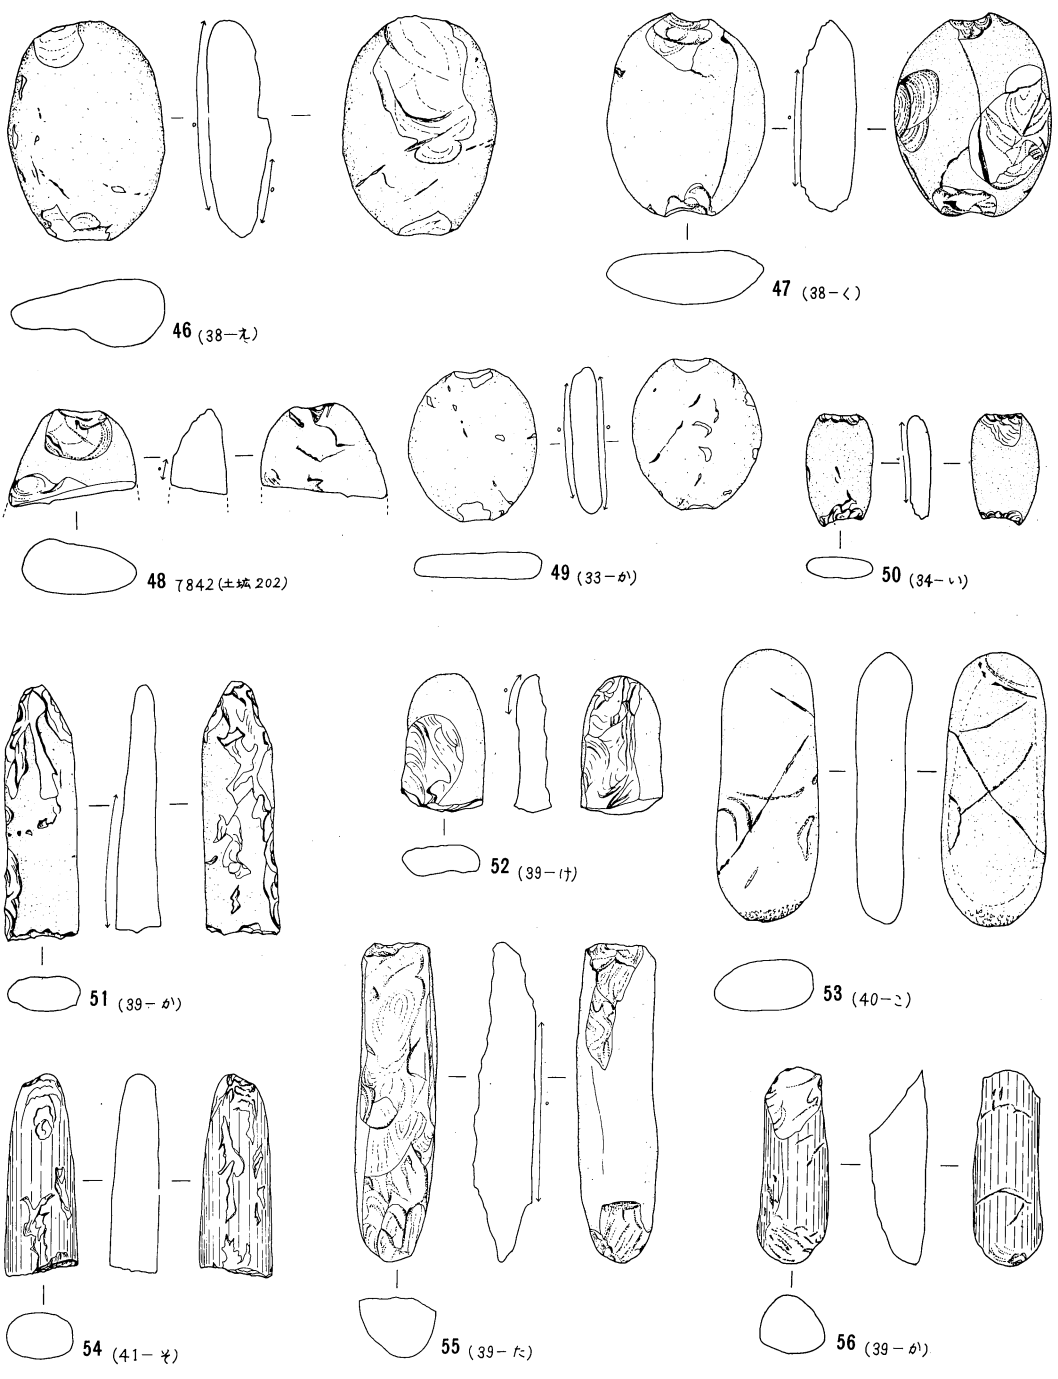 46 (38-え)
47 (38-く)
48 7842(土拡202)
49 (33-か)
50 (34-い)
51 (39-か)
52 (39-け)
53 (40-こ)
54 (41-そ)
55 (39-た)
56 (39-か)